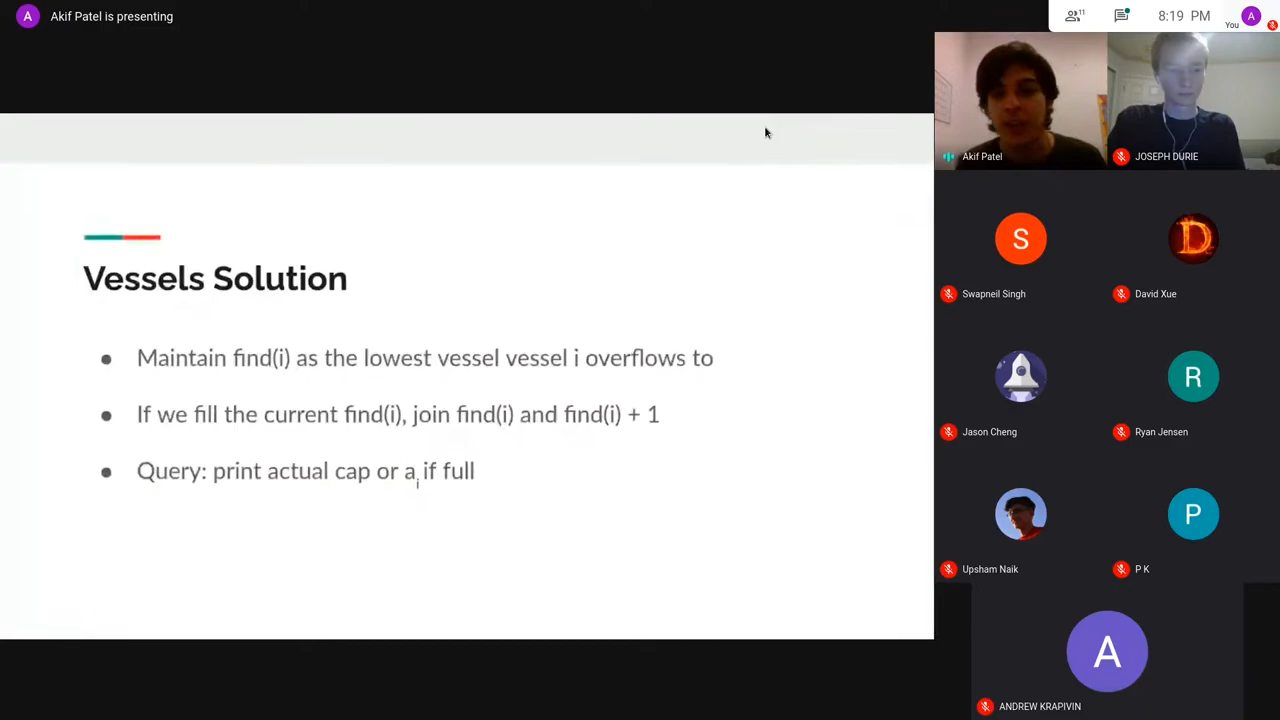 A
Akif Patel is presenting
11
8:19 PM
You
A
Vessels Solution
● Maintain find(i) as the lowest vessel vessel i overflows to
● If we fill the current find(i), join find(i) and find(i) + 1
● Query: print actual cap or aᵢ if full
Akif Patel
JOSEPH DURIE
S
D
Swapneil Singh
David Xue
R
Jason Cheng
Ryan Jensen
P
Upsham Naik
P K
A
ANDREW KRAPIVIN